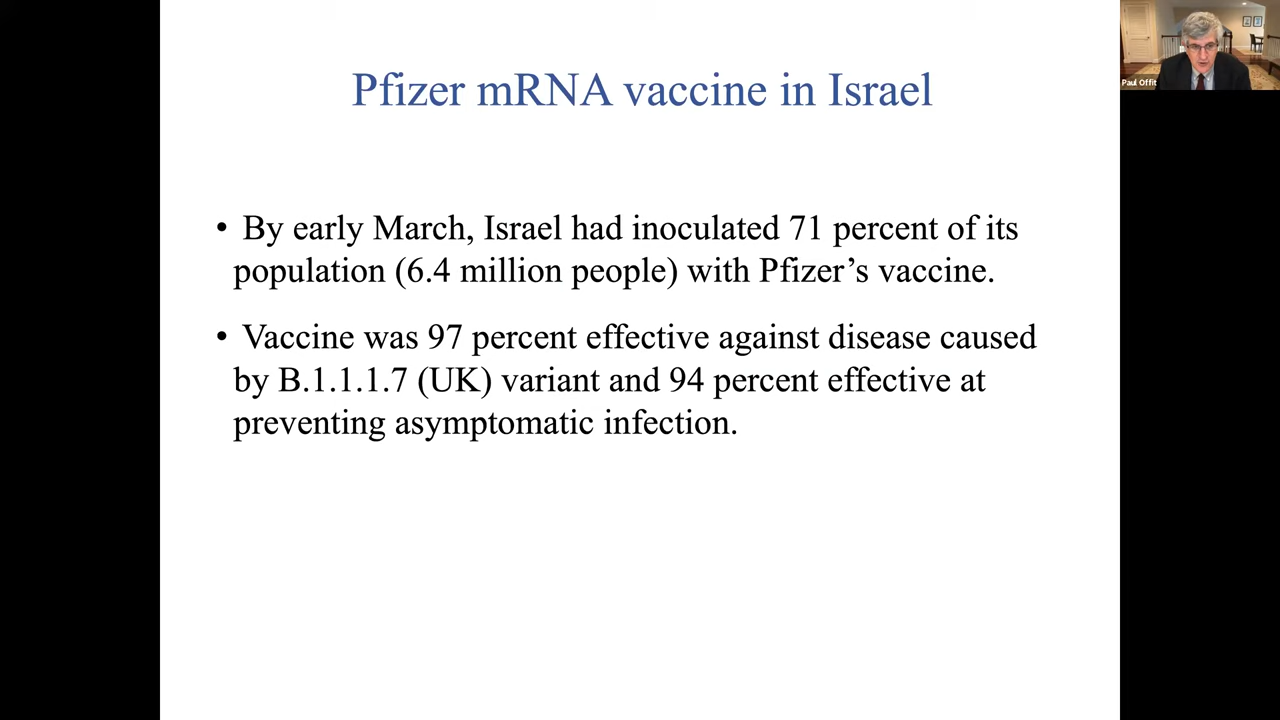 Pfizer mRNA vaccine in Israel
Paul Offit
• By early March, Israel had inoculated 71 percent of its
population (6.4 million people) with Pfizer’s vaccine.
• Vaccine was 97 percent effective against disease caused
by B.1.1.1.7 (UK) variant and 94 percent effective at
preventing asymptomatic infection.